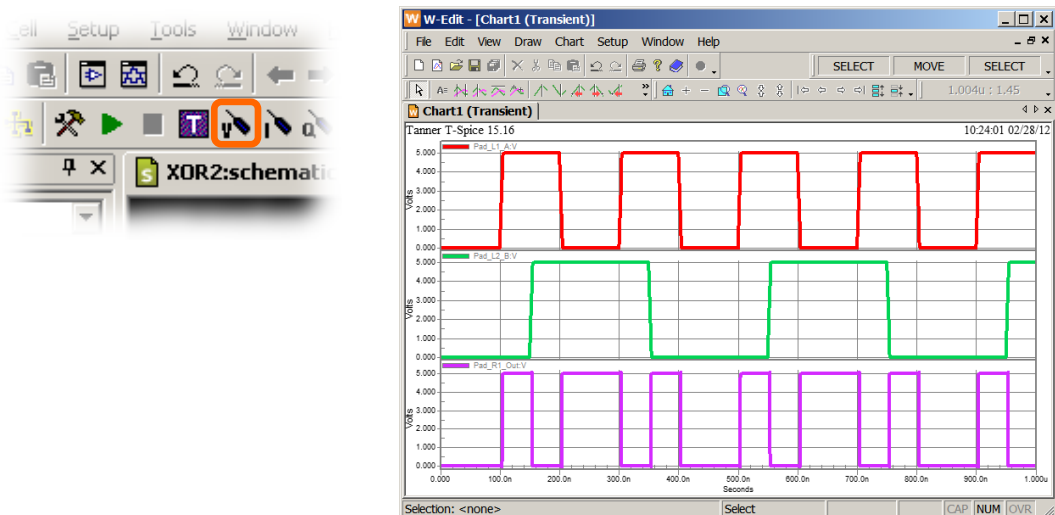 Setup Tools Window
XOR2:schematic
W-Edit - [Chart1 (Transient)]
File Edit View Draw Chart Setup Window Help
SELECT MOVE SELECT
1.004u : 1.45
Chart1 (Transient)
Tanner T-Spice 15.16 10:24:01 02/28/12
Pad_L1_A:V
5.000
4.000
3.000
2.000
1.000
0.000
Volts
Pad_L2_B:V
5.000
4.000
3.000
2.000
1.000
0.000
Volts
Pad_R1_Out:V
5.000
4.000
3.000
2.000
1.000
0.000
Volts
0.000 100.0n 200.0n 300.0n 400.0n 500.0n 600.0n 700.0n 800.0n 900.0n 1.000u
Seconds
Selection: <none> Select CAP NUM OVR